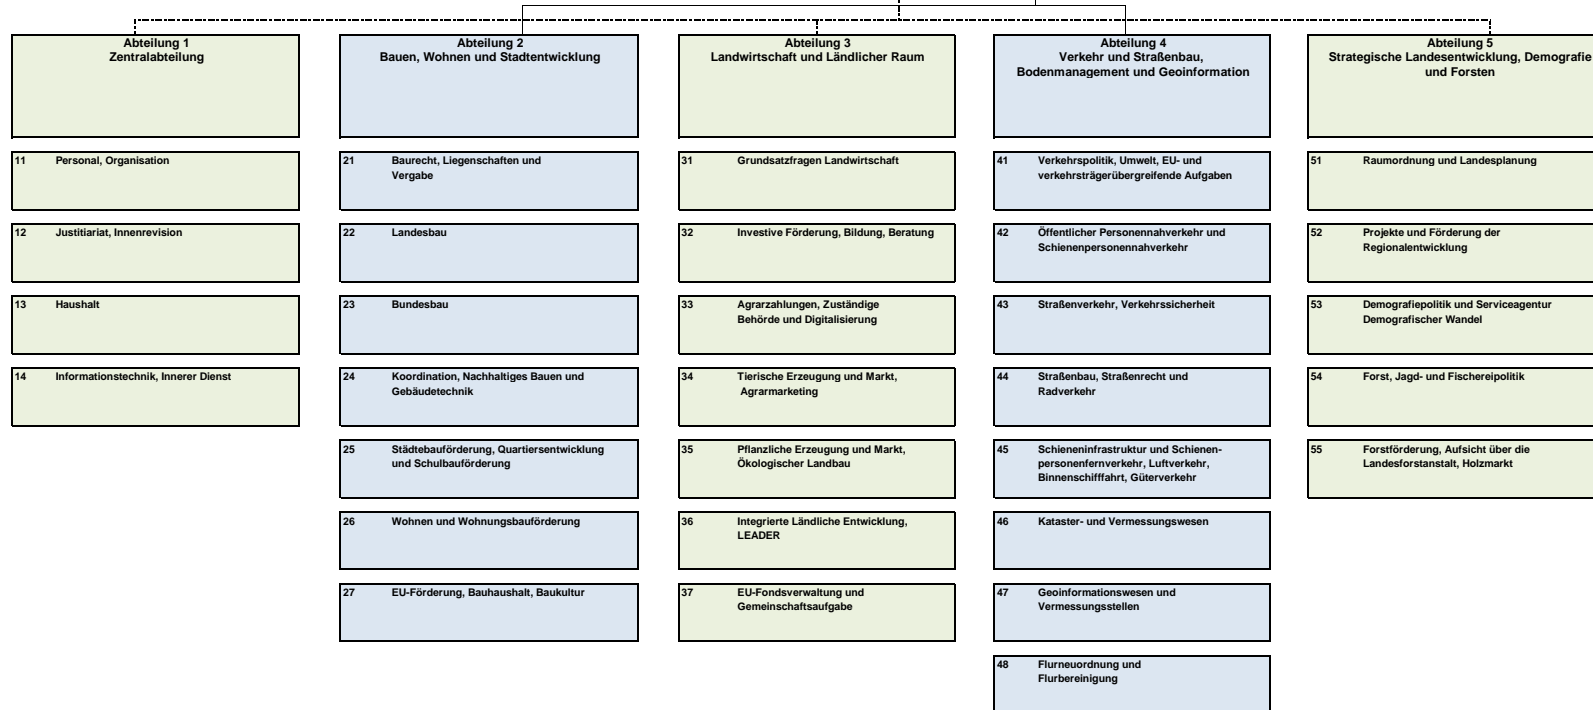 Abteilung 1
Zentralabteilung
11 Personal, Organisation
12 Justitiariat, Innenrevision
13 Haushalt
14 Informationstechnik, Innerer Dienst
Abteilung 2
Bauen, Wohnen und Stadtentwicklung
21 Baurecht, Liegenschaften und
Vergabe
22 Landesbau
23 Bundesbau
24 Koordination, Nachhaltiges Bauen und
Gebäudetechnik
25 Städtebauförderung, Quartiersentwicklung
und Schulbauförderung
26 Wohnen und Wohnungsbauförderung
27 EU-Förderung, Bauhaushalt, Baukultur
Abteilung 3
Landwirtschaft und Ländlicher Raum
31 Grundsatzfragen Landwirtschaft
32 Investive Förderung, Bildung, Beratung
33 Agrarzahlungen, Zuständige
Behörde und Digitalisierung
34 Tierische Erzeugung und Markt,
Agrarmarketing
35 Pflanzliche Erzeugung und Markt,
Ökologischer Landbau
36 Integrierte Ländliche Entwicklung,
LEADER
37 EU-Fondsverwaltung und
Gemeinschaftsaufgabe
Abteilung 4
Verkehr und Straßenbau,
Bodenmanagement und Geoinformation
41 Verkehrspolitik, Umwelt, EU- und
verkehrsträgerübergreifende Aufgaben
42 Öffentlicher Personennahverkehr und
Schienenpersonennahverkehr
43 Straßenverkehr, Verkehrssicherheit
44 Straßenbau, Straßenrecht und
Radverkehr
45 Schieneninfrastruktur und Schienen-
personenfernverkehr, Luftverkehr,
Binnenschifffahrt, Güterverkehr
46 Kataster- und Vermessungswesen
47 Geoinformationswesen und
Vermessungsstellen
48 Flurneuordnung und
Flurbereinigung
Abteilung 5
Strategische Landesentwicklung, Demografie
und Forsten
51 Raumordnung und Landesplanung
52 Projekte und Förderung der
Regionalentwicklung
53 Demografiepolitik und Serviceagentur
Demografischer Wandel
54 Forst, Jagd- und Fischereipolitik
55 Forstförderung, Aufsicht über die
Landesforstanstalt, Holzmarkt